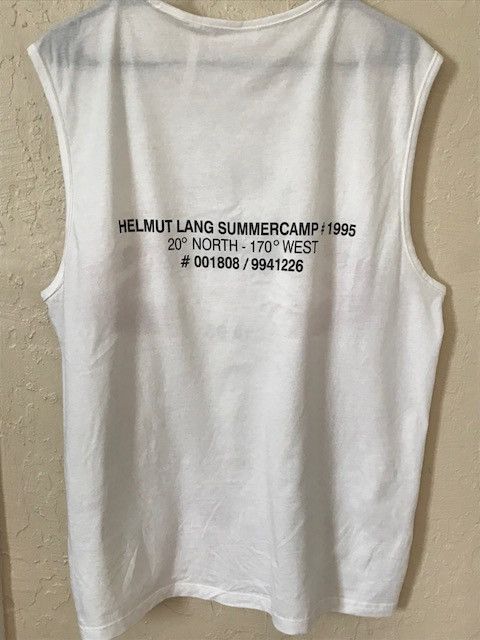 HELMUT LANG SUMMERCAMP # 1995
20° NORTH - 170° WEST
# 001808 / 9941226